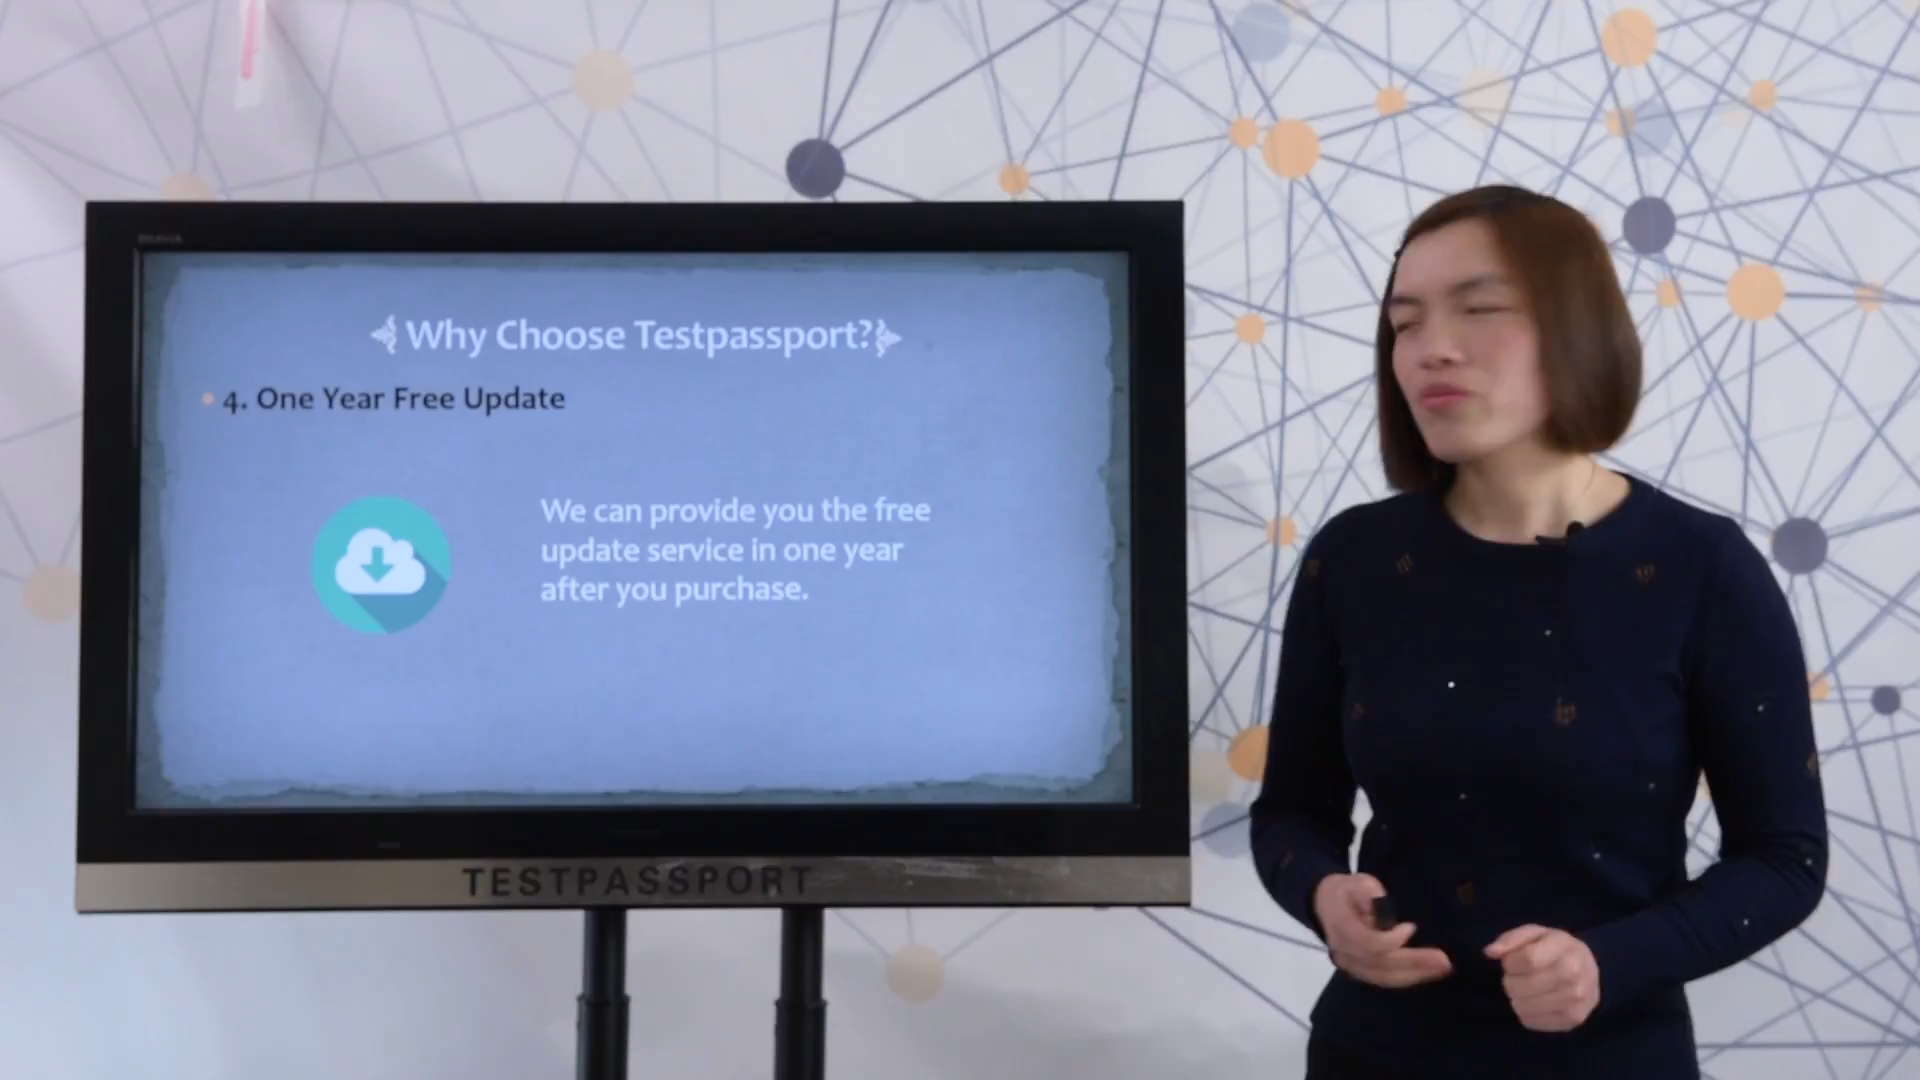 Why Choose Testpassport?
4. One Year Free Update
We can provide you the free
update service in one year
after you purchase.
TESTPASSPORT